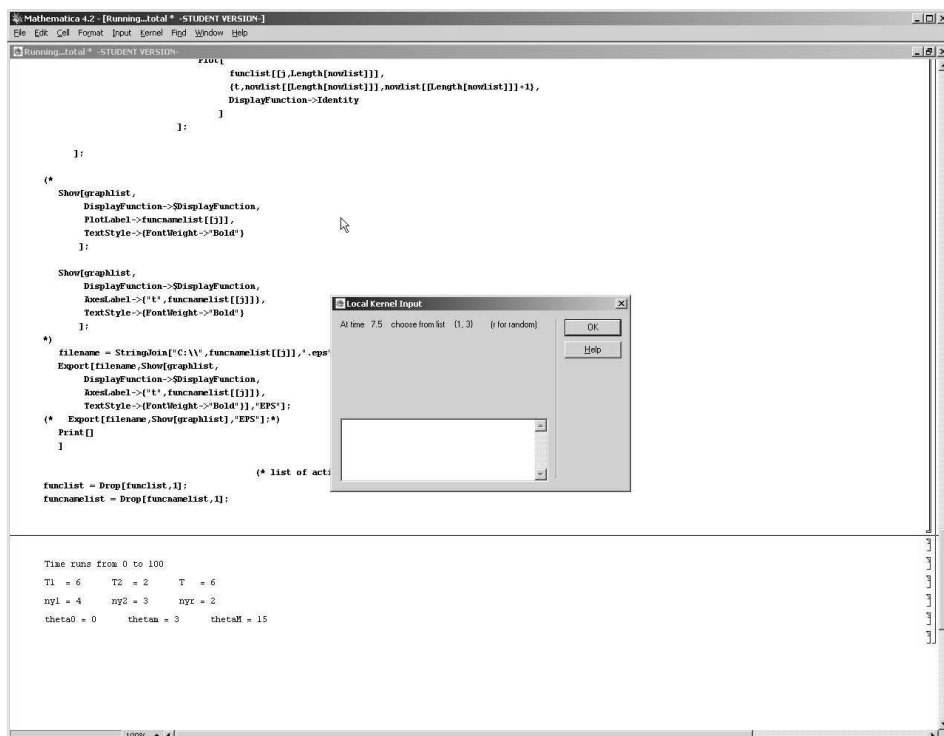 Mathematica 4.2 - [Running...total * -STUDENT VERSION-]
File Edit Cell Format Input Kernel Find Window Help
Running...total * -STUDENT VERSION-
Plot[
funclist[[j,Length[nowlist]]],
{t,nowlist[[Length[nowlist]]],nowlist[[Length[nowlist]]]+1},
DisplayFunction->Identity
]
];
];
(*
Show[graphlist,
DisplayFunction->$DisplayFunction,
PlotLabel->funcnamelist[[j]],
TextStyle->{FontWeight->"Bold"}
];
Show[graphlist,
DisplayFunction->$DisplayFunction,
AxesLabel->{"t",funcnamelist[[j]]},
TextStyle->{FontWeight->"Bold"}
];
*)
filename = StringJoin["C:\\",funcnamelist[[j]],".eps"
Export[filename,Show[graphlist,
DisplayFunction->$DisplayFunction,
AxesLabel->{"t",funcnamelist[[j]]},
TextStyle->{FontWeight->"Bold"}],"EPS"];
(* Export[filename,Show[graphlist],"EPS"];*)
Print[]
]
(* list of acti
funclist = Drop[funclist,1];
funcnamelist = Drop[funcnamelist,1];
Local Kernel Input
At time 7.5 choose from list {1, 3} (r for random)
OK
Help
Time runs from 0 to 100
T1 = 6 T2 = 2 T = 6
ny1 = 4 ny2 = 3 nyr = 2
theta0 = 0 thetam = 3 thetaM = 15
100%